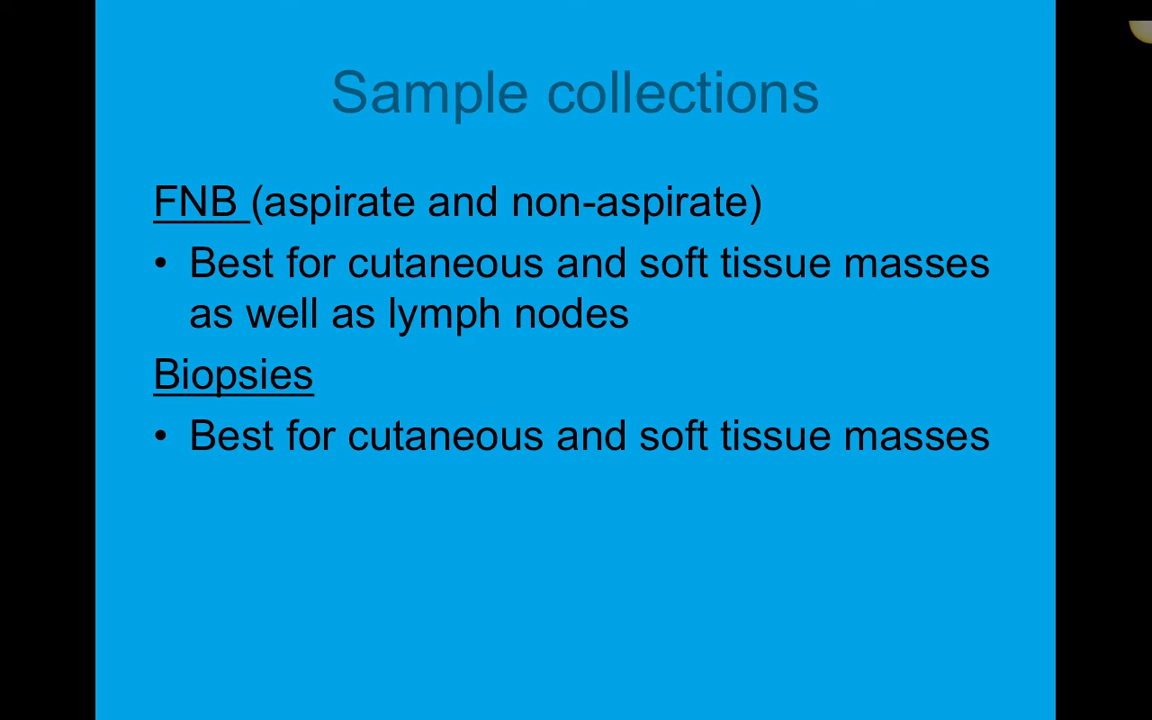 Sample collections
FNB (aspirate and non-aspirate)
• Best for cutaneous and soft tissue masses
as well as lymph nodes
Biopsies
• Best for cutaneous and soft tissue masses